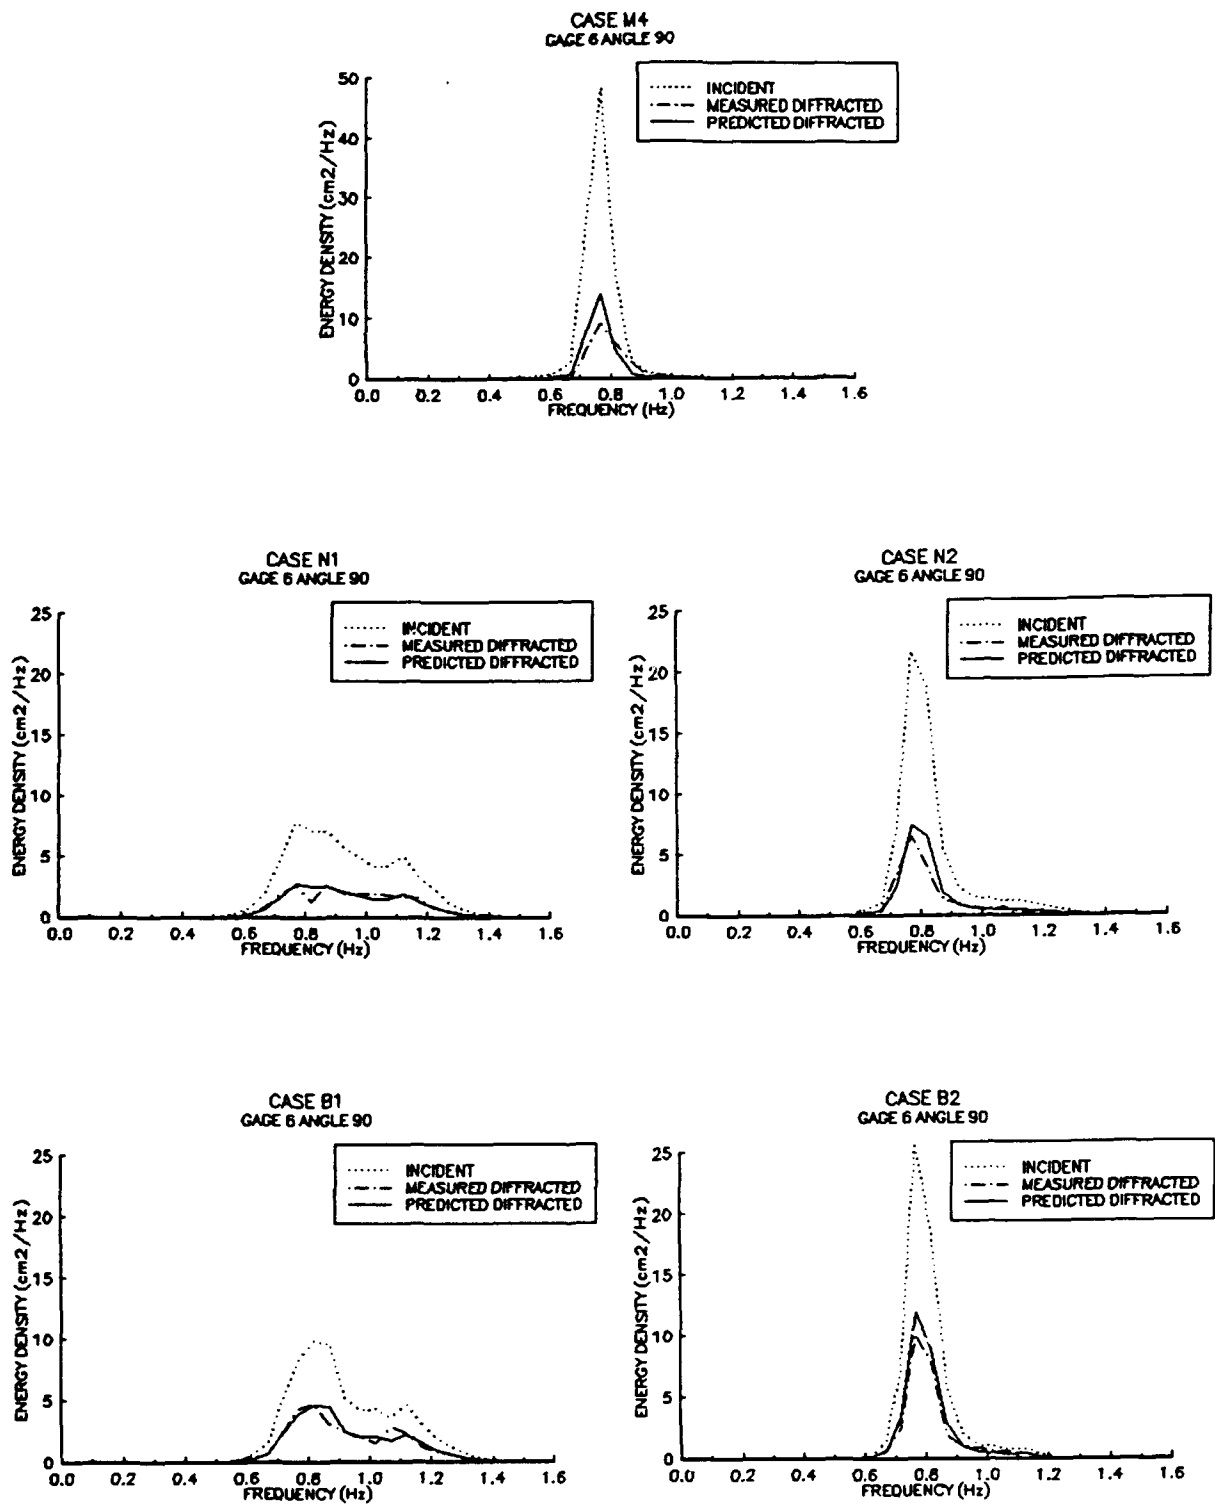 CASE M4
GAGE 6 ANGLE 90
INCIDENT
MEASURED DIFFRACTED
PREDICTED DIFFRACTED
ENERGY DENSITY (cm2/Hz)
50
40
30
20
10
0
0.0 0.2 0.4 0.6 0.8 1.0 1.2 1.4 1.6
FREQUENCY (Hz)
CASE N1
GAGE 6 ANGLE 90
INCIDENT
MEASURED DIFFRACTED
PREDICTED DIFFRACTED
ENERGY DENSITY (cm2/Hz)
25
20
15
10
5
0
0.0 0.2 0.4 0.6 0.8 1.0 1.2 1.4 1.6
FREQUENCY (Hz)
CASE N2
GAGE 6 ANGLE 90
INCIDENT
MEASURED DIFFRACTED
PREDICTED DIFFRACTED
ENERGY DENSITY (cm2/Hz)
25
20
15
10
5
0
0.0 0.2 0.4 0.6 0.8 1.0 1.2 1.4 1.6
FREQUENCY (Hz)
CASE B1
GAGE 6 ANGLE 90
INCIDENT
MEASURED DIFFRACTED
PREDICTED DIFFRACTED
ENERGY DENSITY (cm2/Hz)
25
20
15
10
5
0
0.0 0.2 0.4 0.6 0.8 1.0 1.2 1.4 1.6
FREQUENCY (Hz)
CASE B2
GAGE 6 ANGLE 90
INCIDENT
MEASURED DIFFRACTED
PREDICTED DIFFRACTED
ENERGY DENSITY (cm2/Hz)
25
20
15
10
5
0
0.0 0.2 0.4 0.6 0.8 1.0 1.2 1.4 1.6
FREQUENCY (Hz)